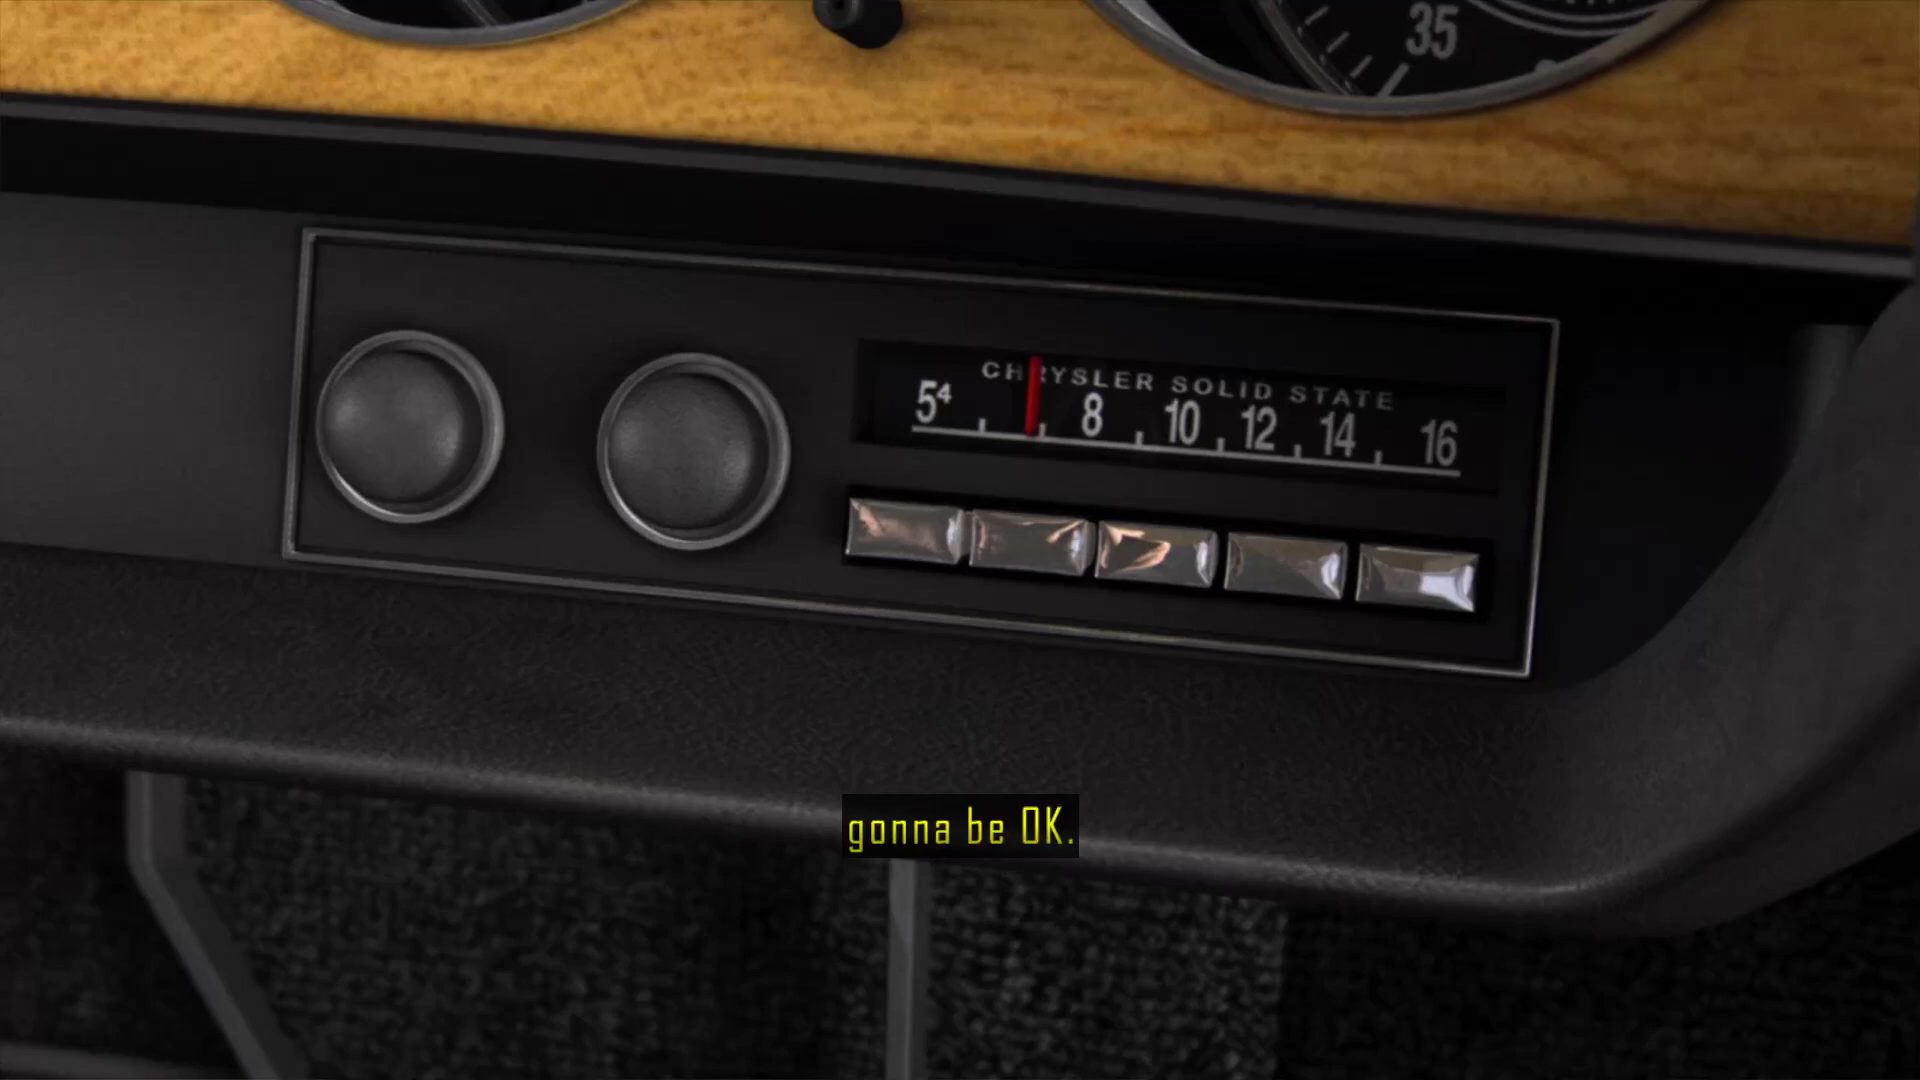 35
CHRYSLER SOLID STATE
5⁴ 8 10 12 14 16
gonna be OK.